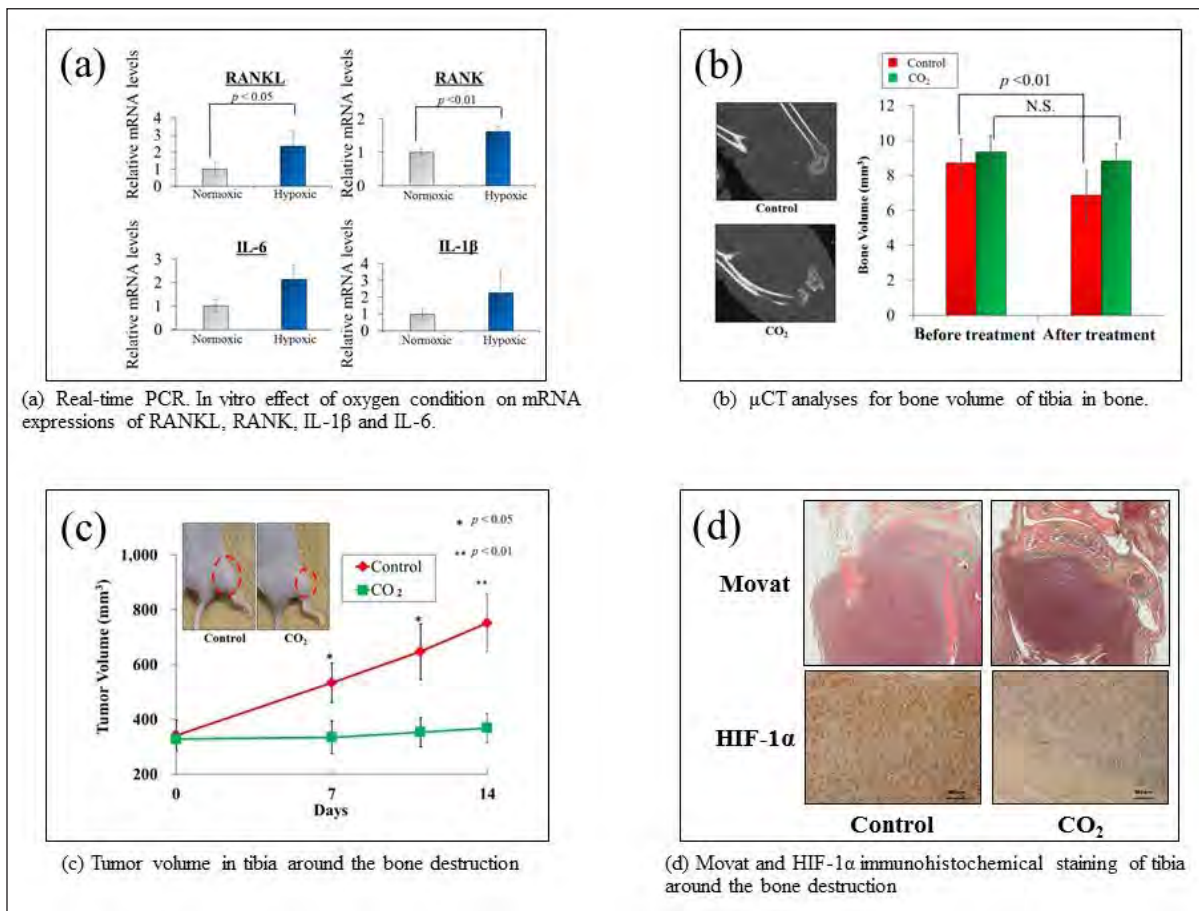 (a)
RANKL
p < 0.05
Relative mRNA levels
4
3
2
1
0
Normoxic Hypoxic
RANK
p <0.01
Relative mRNA levels
2
1
0
Normoxic Hypoxic
IL-6
Relative mRNA levels
3
2
1
0
Normoxic Hypoxic
IL-1β
Relative mRNA levels
4
3
2
1
0
Normoxic Hypoxic
(a) Real-time PCR. In vitro effect of oxygen condition on mRNA
expressions of RANKL, RANK, IL-1β and IL-6.
(b)
Control
CO₂
Control
CO₂
p <0.01
N.S.
Bone Volume (mm³)
12
10
8
6
4
2
0
Before treatment After treatment
(b) μCT analyses for bone volume of tibia in bone.
(c)
* p < 0.05
** p < 0.01
Control
CO₂
Control CO₂
Tumor Volume (mm³)
1,000
800
600
400
200
* * **
0 7 14
Days
(c) Tumor volume in tibia around the bone destruction
(d)
Movat
HIF-1α
Control CO₂
(d) Movat and HIF-1α immunohistochemical staining of tibia
around the bone destruction